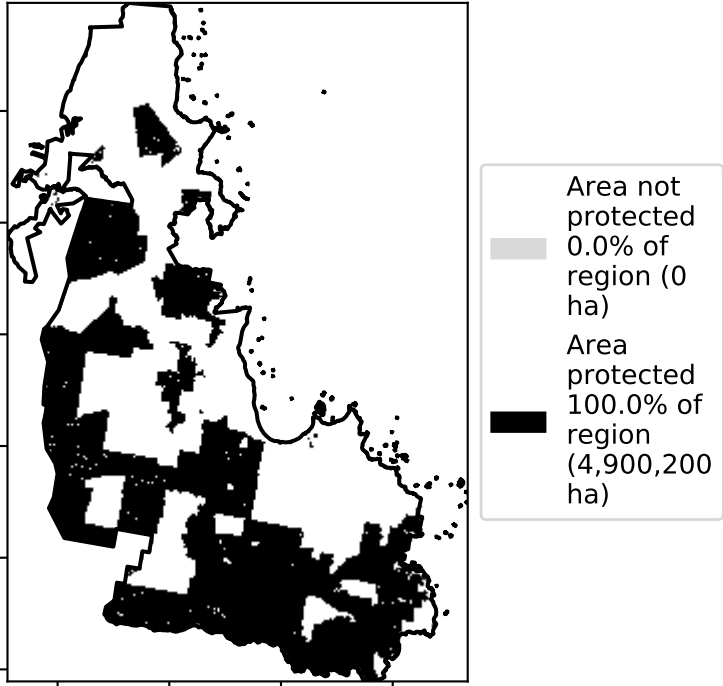 Area not
protected
0.0% of
region (0
ha)
Area
protected
100.0% of
region
(4,900,200
ha)